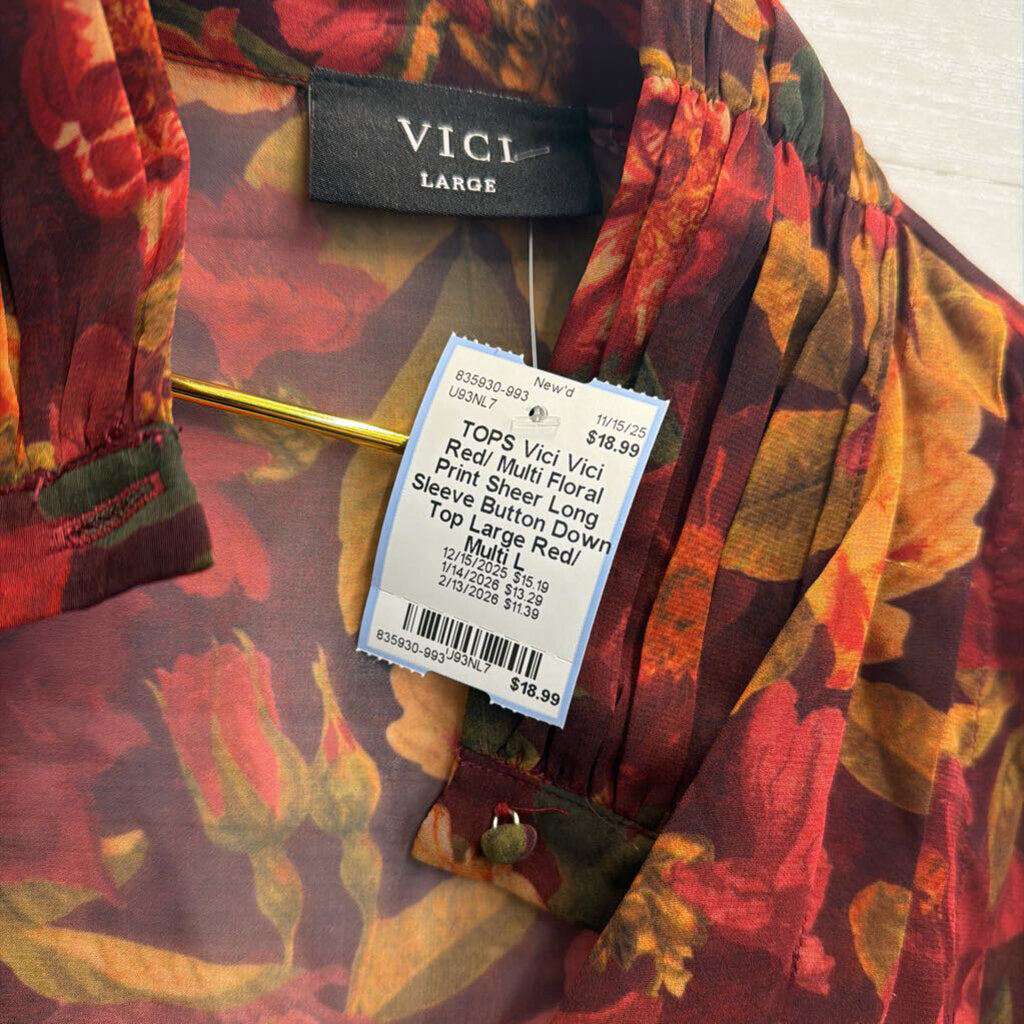 VICI
LARGE
835930-993 New'd
U93NL7 11/15/25
$18.99
TOPS Vici Vici
Red/ Multi Floral
Print Sheer Long
Sleeve Button Down
Top Large Red/
Multi L
12/15/2025 $15.19
1/14/2026 $13.29
2/13/2026 $11.39
835930-993 U93NL7
$18.99